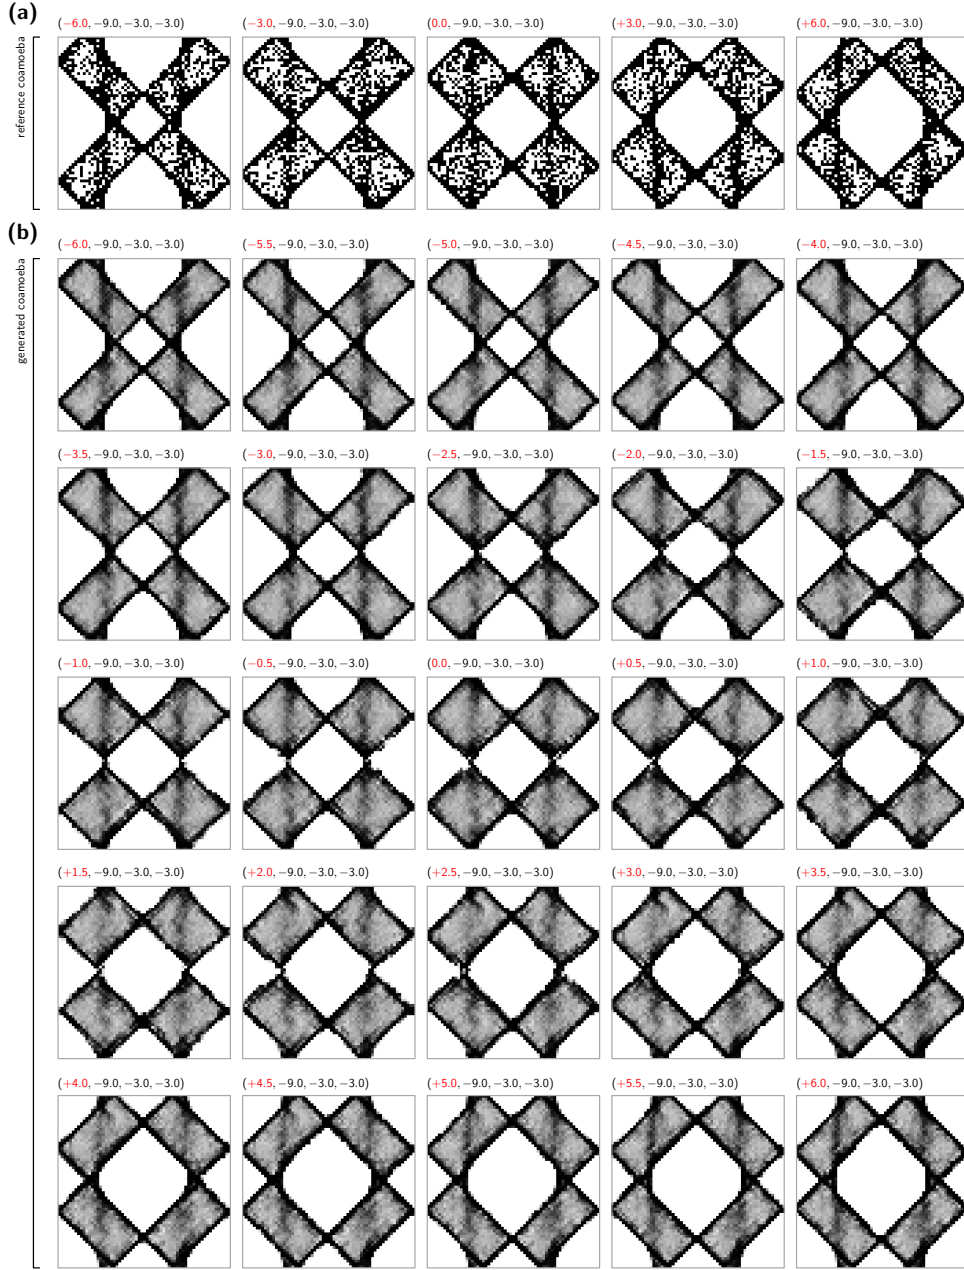 (a)
(−6.0, -9.0, −3.0, −3.0) (−3.0, -9.0, −3.0, −3.0) (0.0, -9.0, −3.0, −3.0) (+3.0, -9.0, −3.0, −3.0) (+6.0, -9.0, −3.0, −3.0)
reference coamoeba
(b)
(−6.0, -9.0, −3.0, −3.0) (−5.5, -9.0, −3.0, −3.0) (−5.0, -9.0, −3.0, −3.0) (−4.5, -9.0, −3.0, −3.0) (−4.0, -9.0, −3.0, −3.0)
generated coamoeba
(−3.5, -9.0, −3.0, −3.0) (−3.0, -9.0, −3.0, −3.0) (−2.5, -9.0, −3.0, −3.0) (−2.0, -9.0, −3.0, −3.0) (−1.5, -9.0, −3.0, −3.0)
(−1.0, -9.0, −3.0, −3.0) (−0.5, -9.0, −3.0, −3.0) (0.0, -9.0, −3.0, −3.0) (+0.5, -9.0, −3.0, −3.0) (+1.0, -9.0, −3.0, −3.0)
(+1.5, -9.0, −3.0, −3.0) (+2.0, -9.0, −3.0, −3.0) (+2.5, -9.0, −3.0, −3.0) (+3.0, -9.0, −3.0, −3.0) (+3.5, -9.0, −3.0, −3.0)
(+4.0, -9.0, −3.0, −3.0) (+4.5, -9.0, −3.0, −3.0) (+5.0, -9.0, −3.0, −3.0) (+5.5, -9.0, −3.0, −3.0) (+6.0, -9.0, −3.0, −3.0)